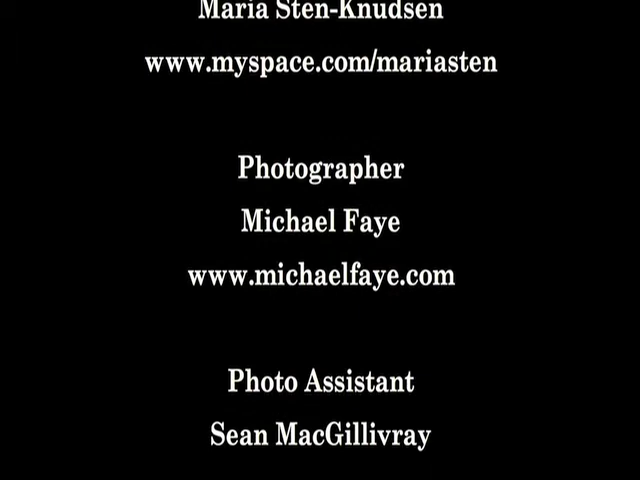 Maria Sten-Knudsen
www.myspace.com/mariasten
Photographer
Michael Faye
www.michaelfaye.com
Photo Assistant
Sean MacGillivray